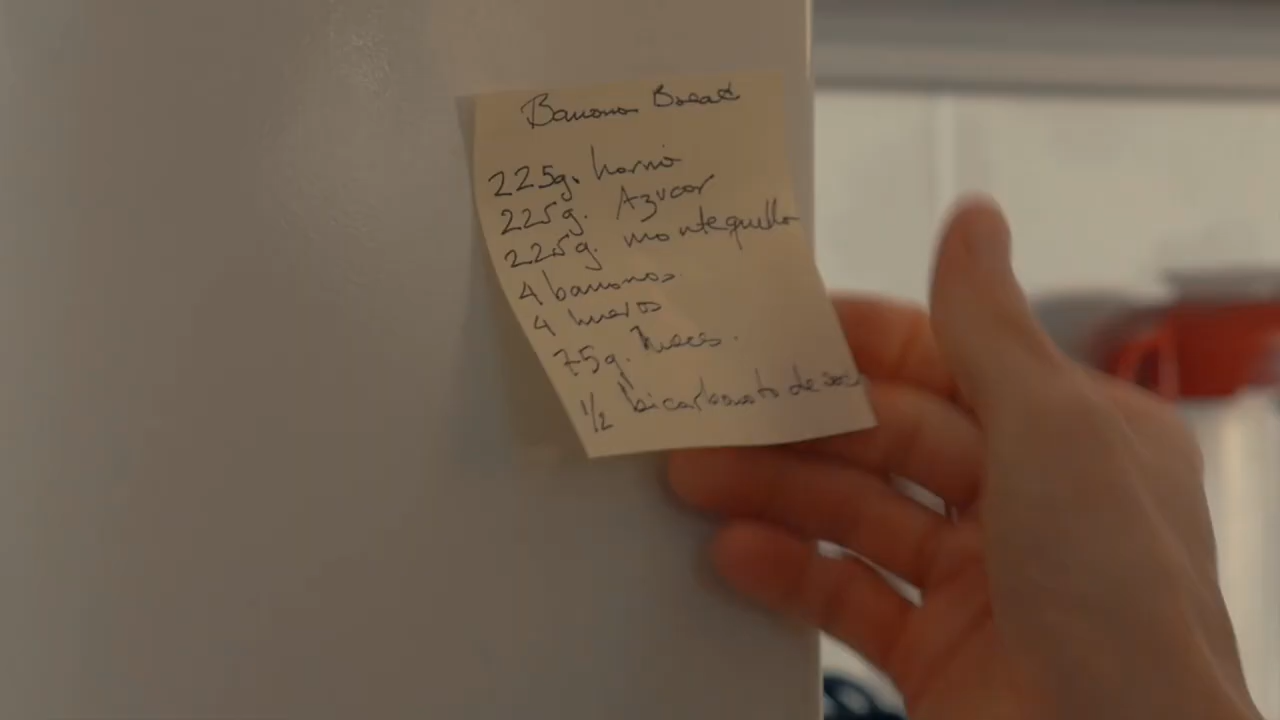 Banana Bread
225g. harina
225g. Azucar
225g. mantequilla
4 bananas.
4 huevos
75g. nueces.
1/2 bicarbonato de